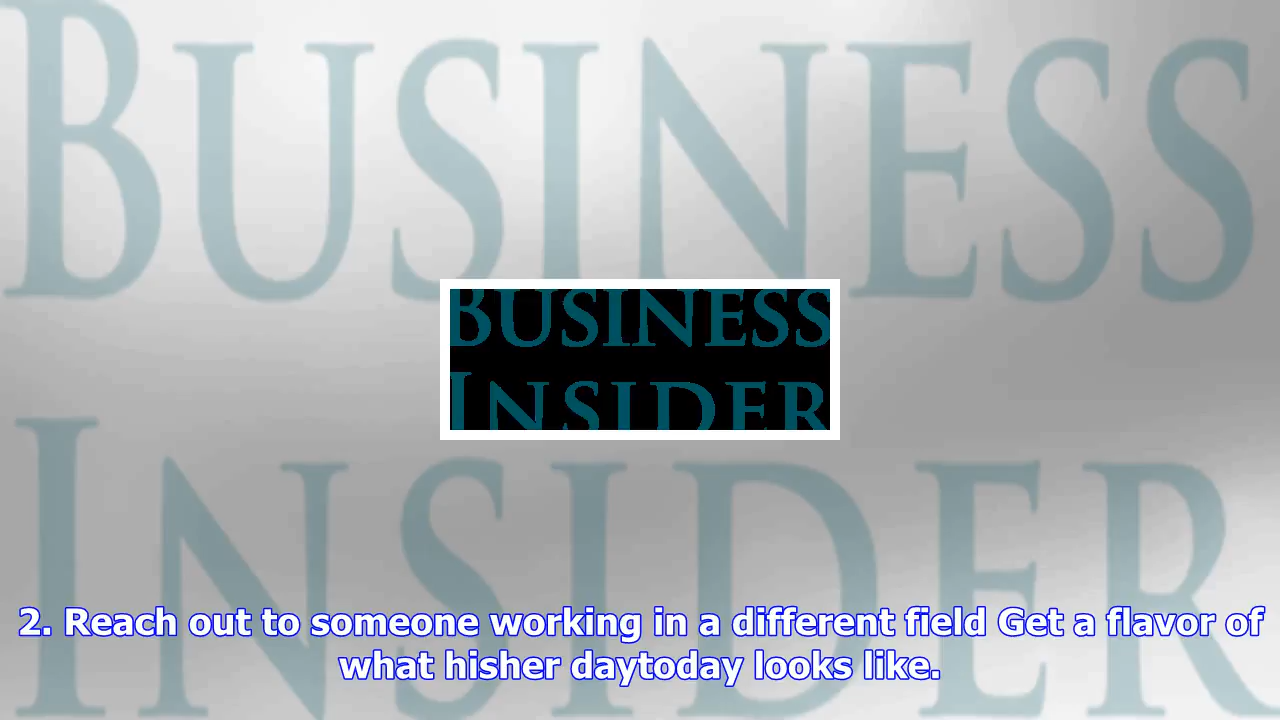 BUSINESS
INSIDER
BUSINESS
INSIDER
2. Reach out to someone working in a different field Get a flavor of
what hisher daytoday looks like.